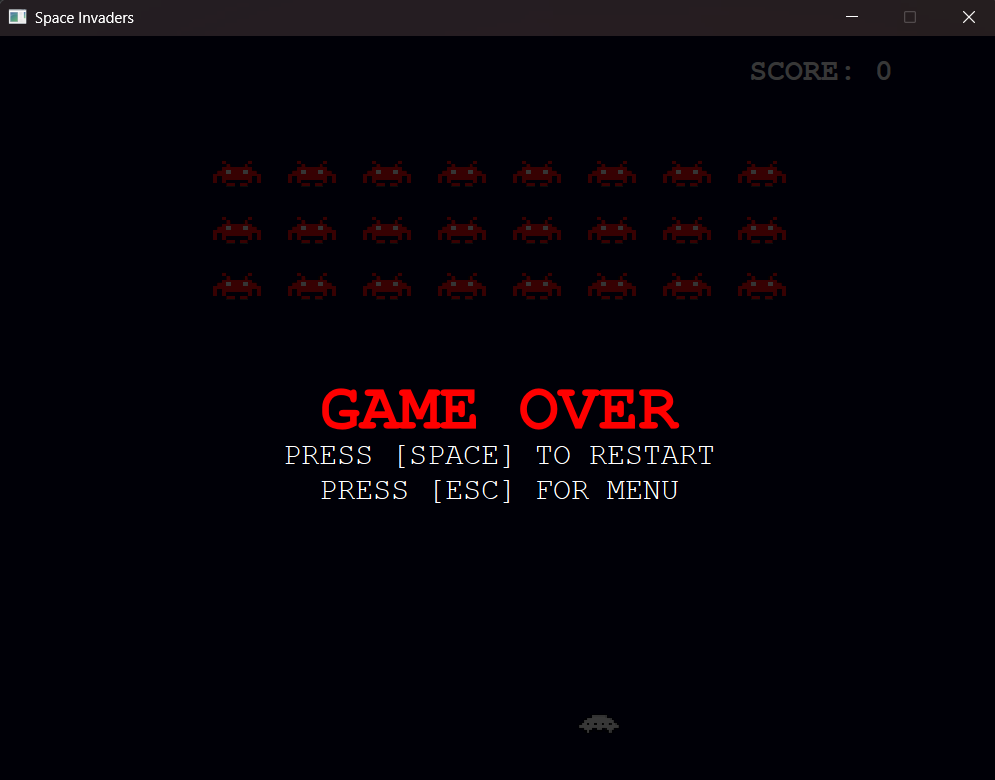 Space Invaders
SCORE: 0
GAME OVER
PRESS [SPACE] TO RESTART
PRESS [ESC] FOR MENU